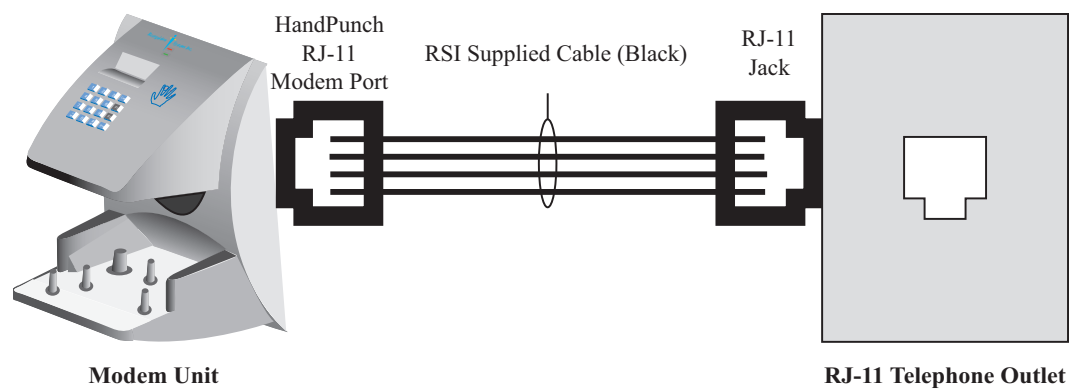 HandPunch
RJ-11
Modem Port
RSI Supplied Cable (Black)
RJ-11
Jack
Modem Unit
RJ-11 Telephone Outlet